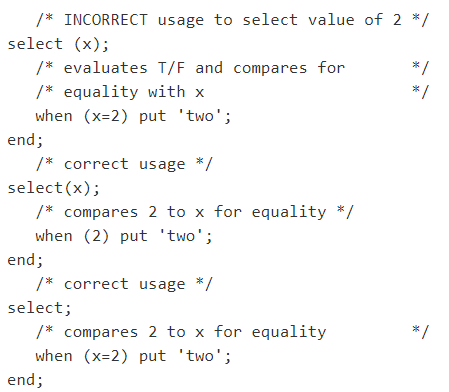 /* INCORRECT usage to select value of 2 */
select (x);
   /* evaluates T/F and compares for       */
   /* equality with x                      */
   when (x=2) put 'two';
end;
   /* correct usage */
select(x);
   /* compares 2 to x for equality */
   when (2) put 'two';
end;
   /* correct usage */
select;
   /* compares 2 to x for equality         */
   when (x=2) put 'two';
end;